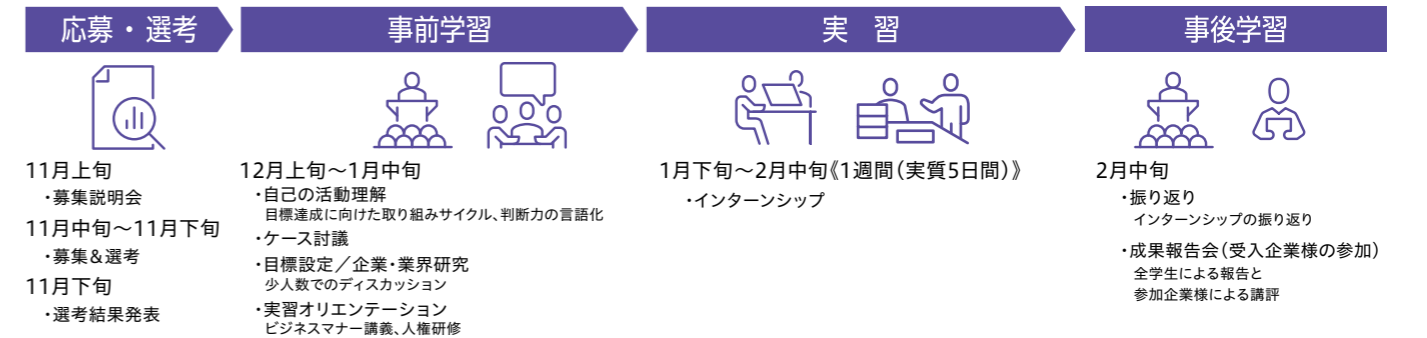 応募・選考
11月上旬
・募集説明会
11月中旬～11月下旬
・募集&選考
11月下旬
・選考結果発表
事前学習
12月上旬～1月中旬
・自己の活動理解
目標達成に向けた取り組みサイクル、判断力の言語化
・ケース討議
・目標設定／企業・業界研究
少人数でのディスカッション
・実習オリエンテーション
ビジネスマナー講義、人権研修
実　習
1月下旬～2月中旬《1週間（実質5日間）》
・インターンシップ
事後学習
2月中旬
・振り返り
インターンシップの振り返り
・成果報告会（受入企業様の参加）
全学生による報告と
参加企業様による講評